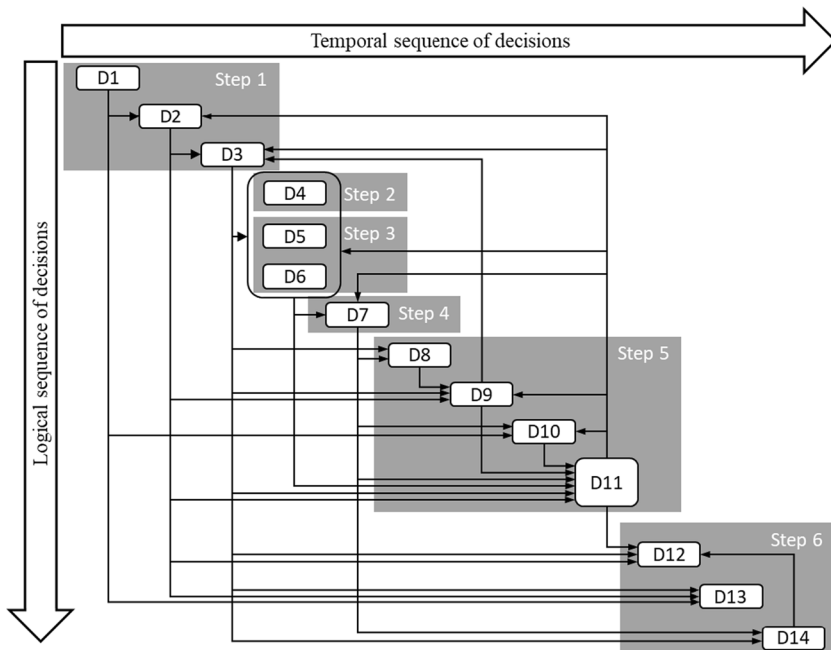 Temporal sequence of decisions
Logical sequence of decisions
D1
Step 1
D2
D3
D4
Step 2
D5
Step 3
D6
D7
Step 4
D8
Step 5
D9
D10
D11
Step 6
D12
D13
D14